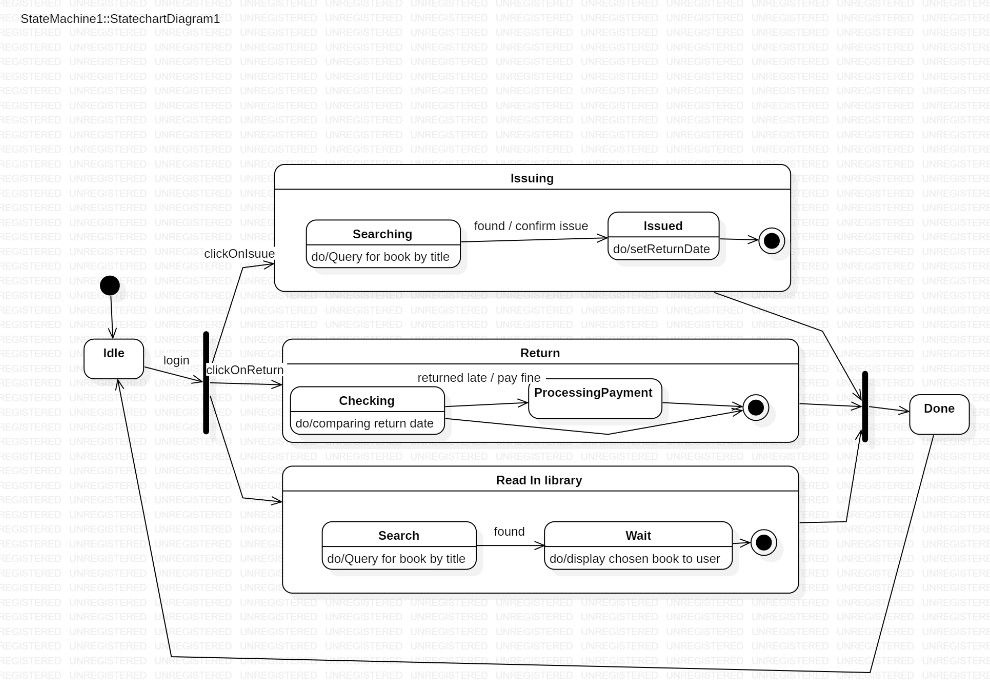 StateMachine1::StatechartDiagram1
Issuing
Searching
do/Query for book by title
found / confirm issue
Issued
do/setReturnDate
clickOnIsuue
Idle
login
clickOnReturn
Return
returned late / pay fine
Checking
do/comparing return date
ProcessingPayment
Done
Read In library
Search
do/Query for book by title
found
Wait
do/display chosen book to user
UNREGISTERED